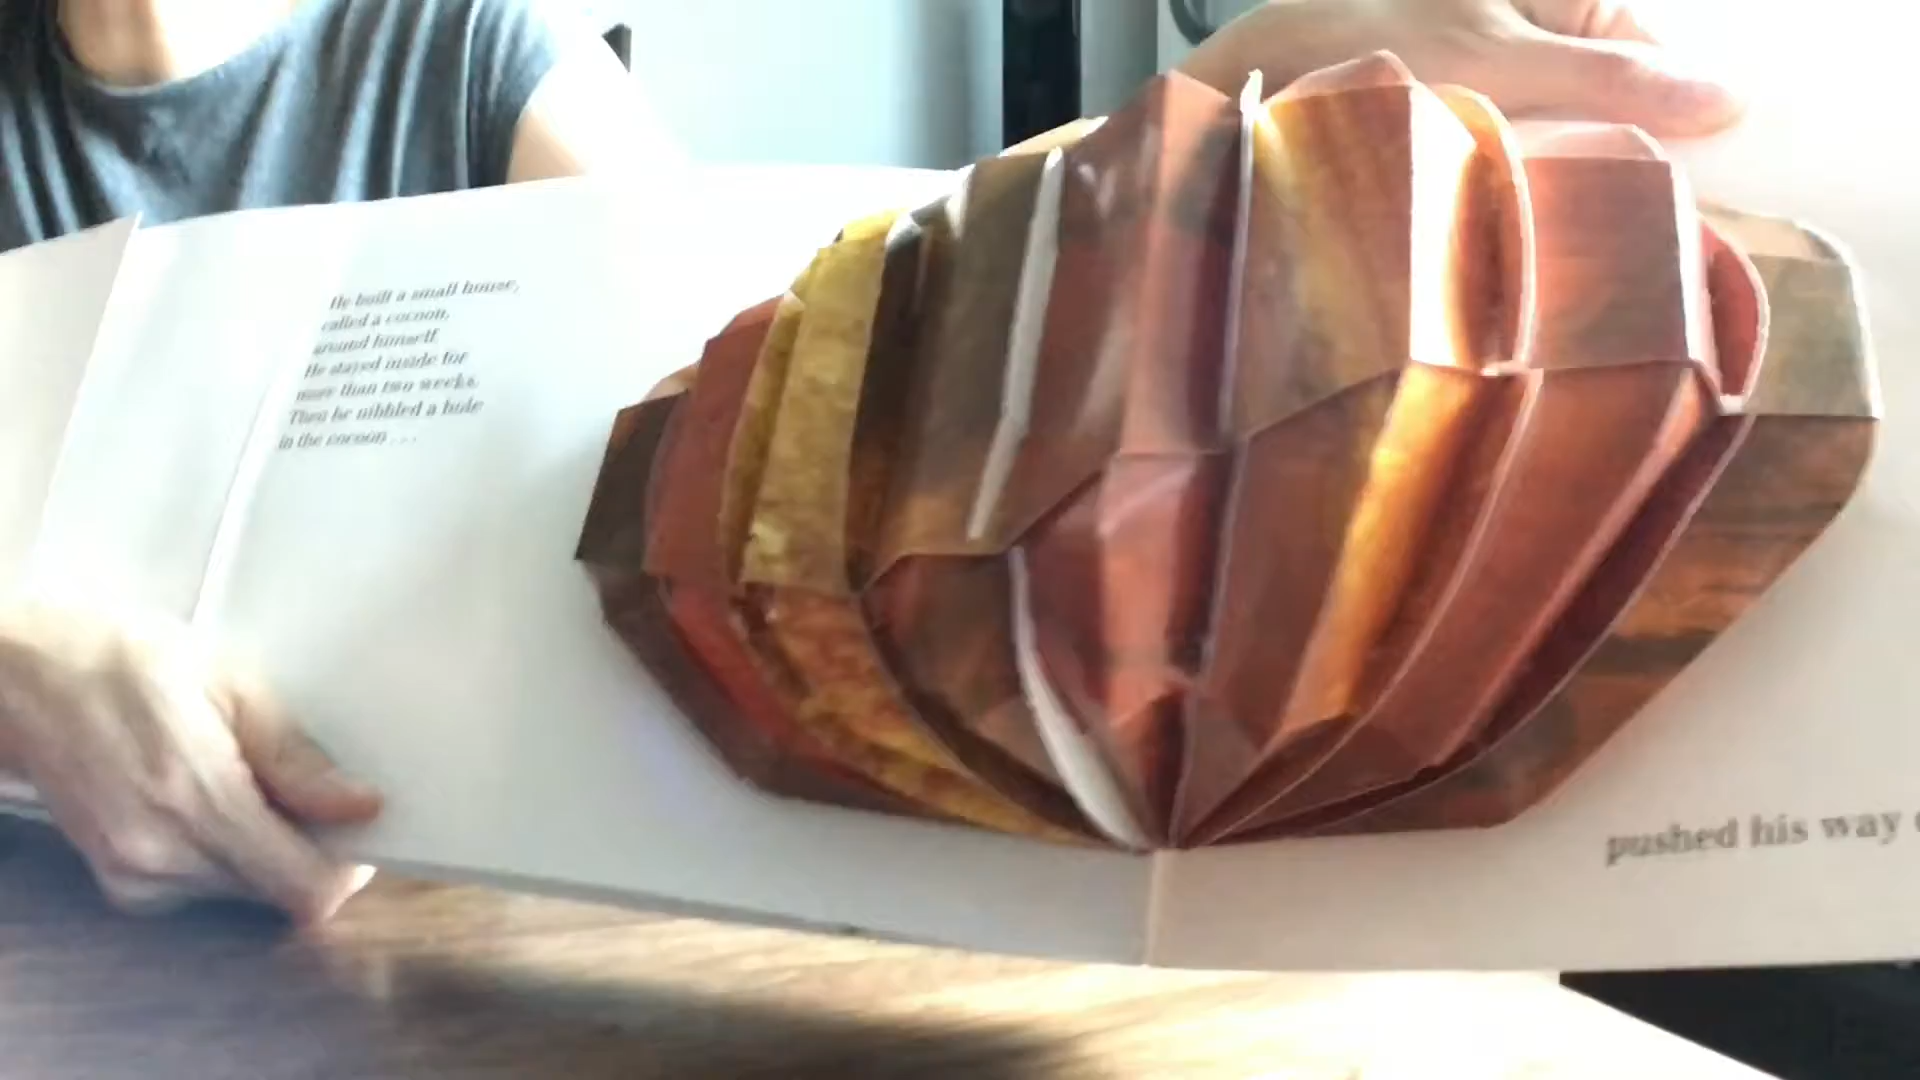 He built a small house,
called a cocoon,
around himself.
He stayed inside for
more than two weeks.
Then he nibbled a hole
in the cocoon . . .
pushed his way